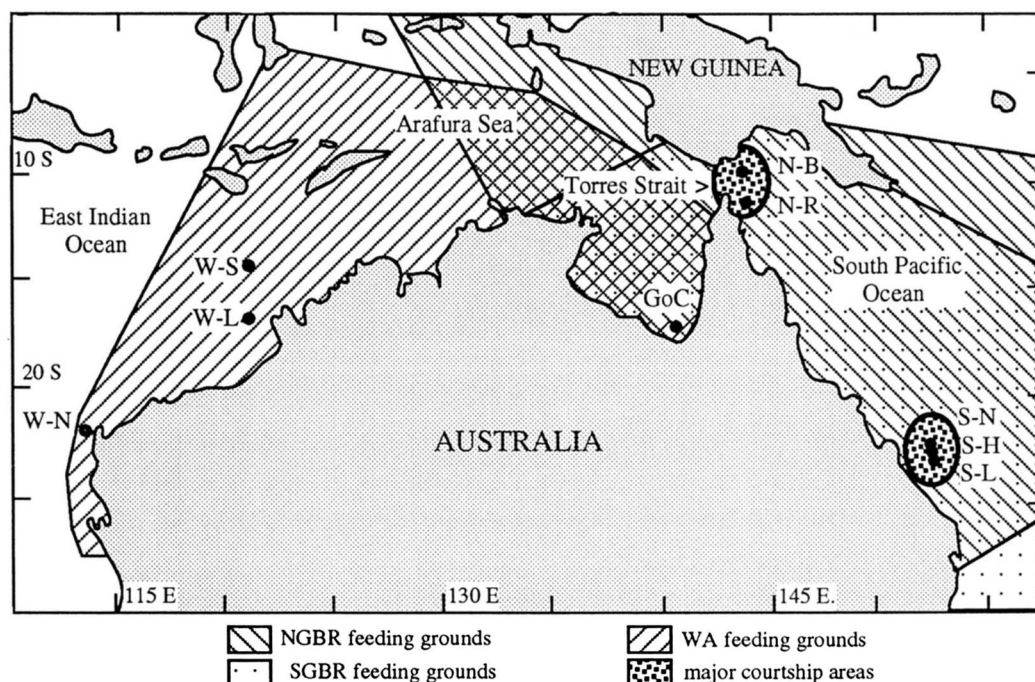 NEW GUINEA
Arafura Sea
10 S
Torres Strait >
N-B
N-R
East Indian
Ocean
W-S
W-L
GoC
South Pacific
Ocean
20 S
W-N
AUSTRALIA
S-N
S-H
S-L
115 E
130 E
145 E.
NGBR feeding grounds
WA feeding grounds
SGBR feeding grounds
major courtship areas